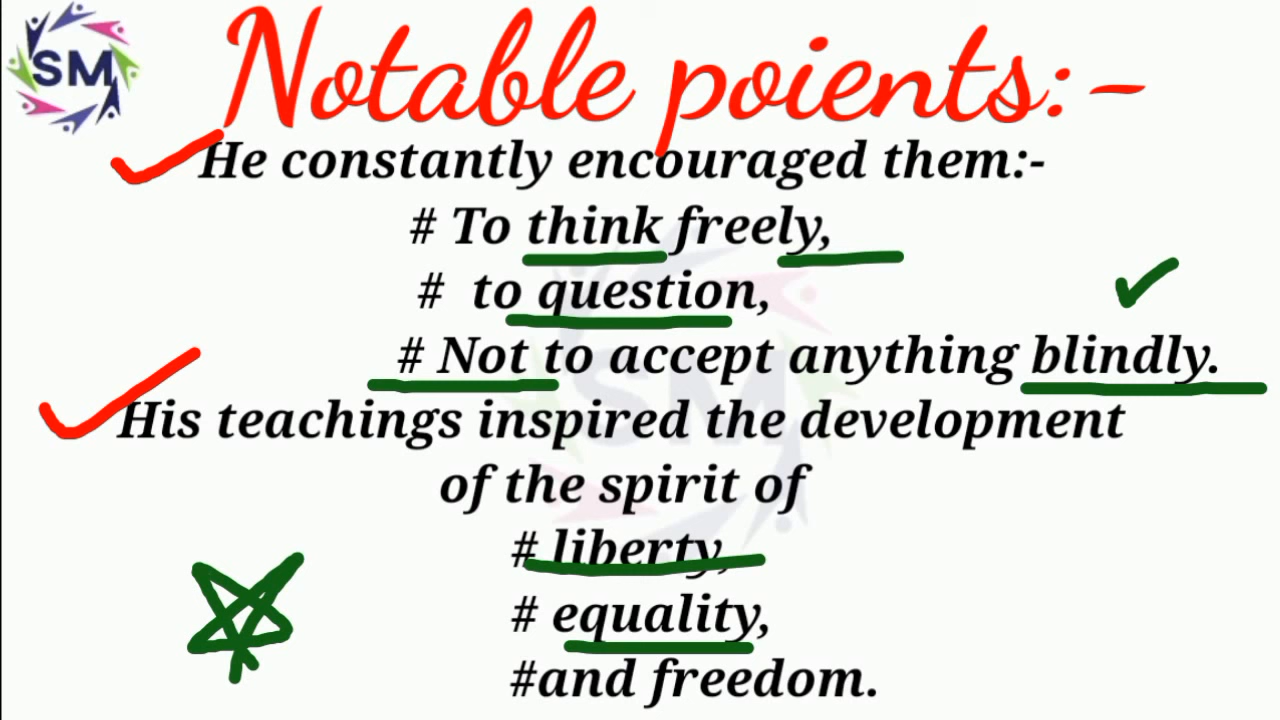 SM
Notable poients:-
He constantly encouraged them:-
# To think freely,
# to question,
# Not to accept anything blindly.
His teachings inspired the development
of the spirit of
# liberty,
# equality,
#and freedom.
SM